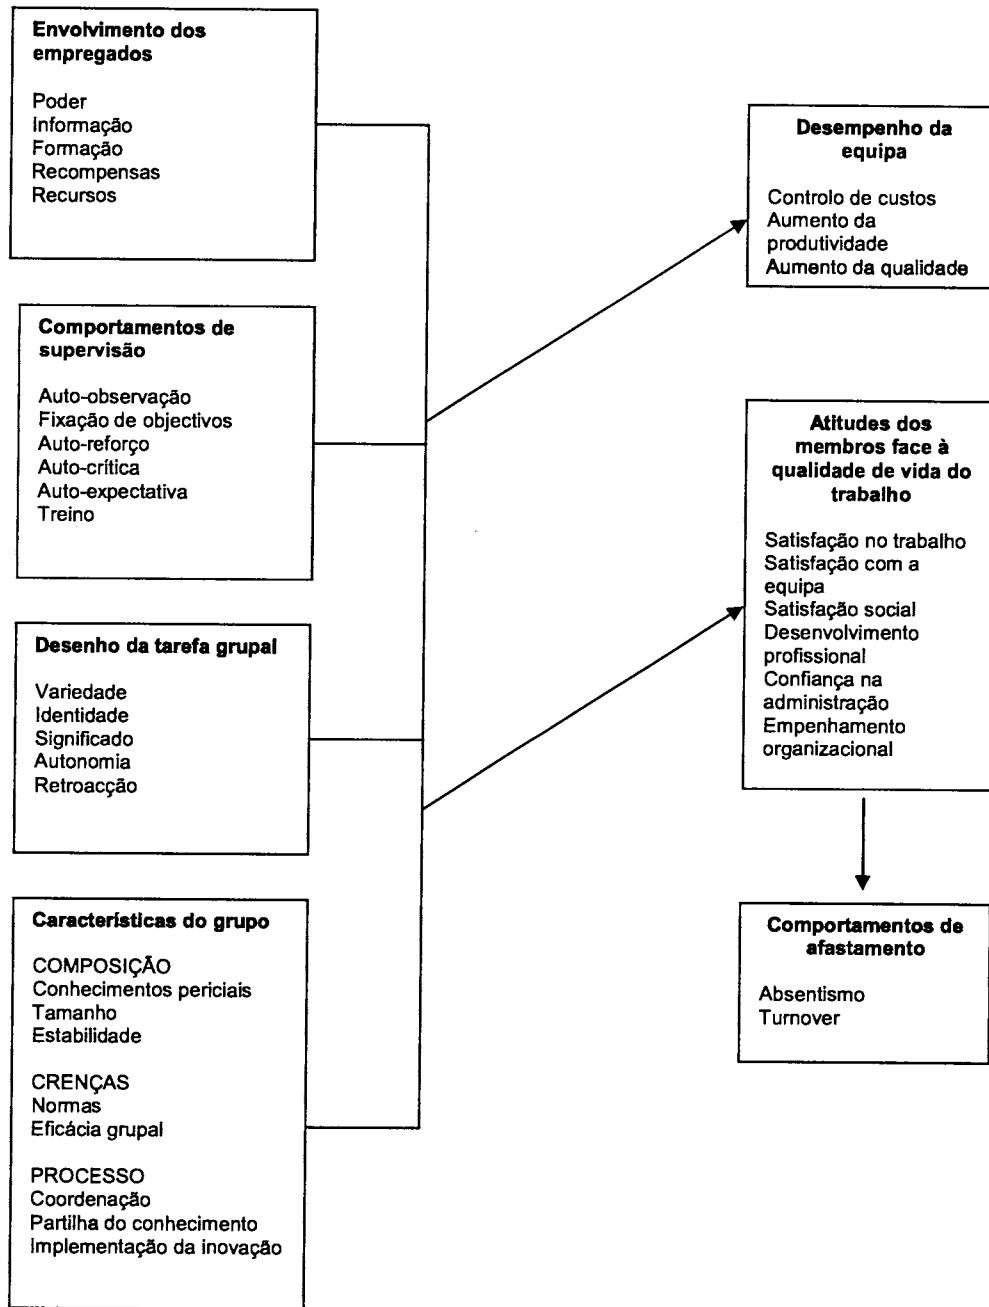 Envolvimento dos
empregados
Poder
Informação
Formação
Recompensas
Recursos
Comportamentos de
supervisão
Auto-observação
Fixação de objectivos
Auto-reforço
Auto-crítica
Auto-expectativa
Treino
Desenho da tarefa grupal
Variedade
Identidade
Significado
Autonomia
Retroacção
Características do grupo
COMPOSIÇÃO
Conhecimentos periciais
Tamanho
Estabilidade
CRENÇAS
Normas
Eficácia grupal
PROCESSO
Coordenação
Partilha do conhecimento
Implementação da inovação
Desempenho da
equipa
Controlo de custos
Aumento da
produtividade
Aumento da qualidade
Atitudes dos
membros face à
qualidade de vida do
trabalho
Satisfação no trabalho
Satisfação com a
equipa
Satisfação social
Desenvolvimento
profissional
Confiança na
administração
Empenhamento
organizacional
Comportamentos de
afastamento
Absentismo
Turnover